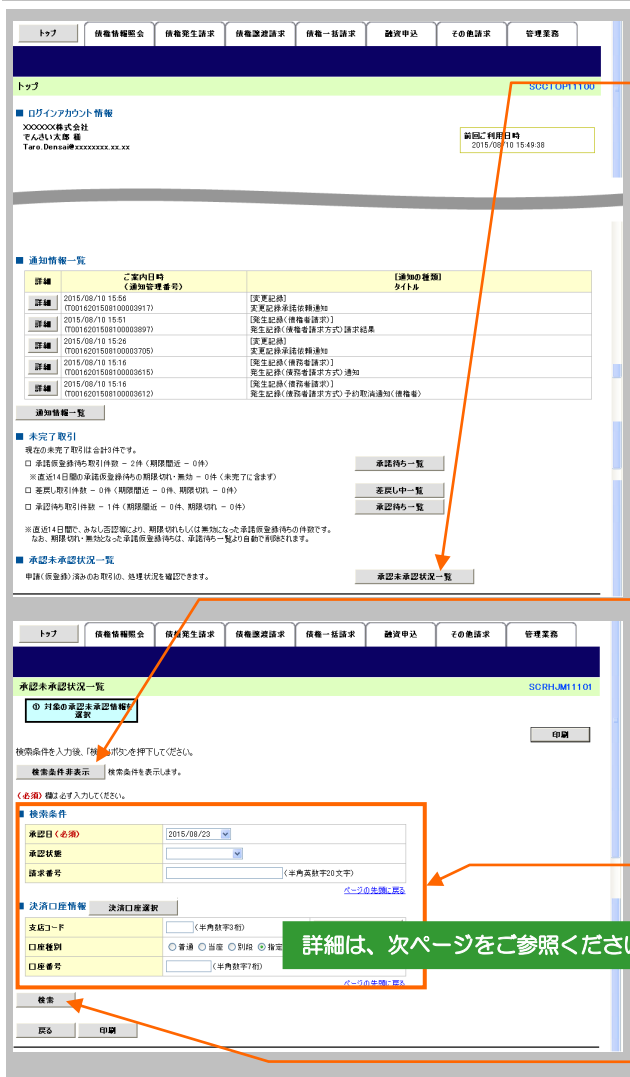 トップ 債権情報照会 債権発生請求 債権譲渡請求 債権一括請求 融資申込 その他請求 管理業務
トップ SCCTOP11100
■ ログインアカウント情報
XXXXXX株式会社
でんさい太郎 様
Taro.Densai@xxxxxxxx.xx.xx
前回ご利用日時
2015/08/10 15:49:38
■ 通知情報一覧
詳細 ご案内日時 【通知の種類】
(通知管理番号) タイトル
詳細 2015/08/10 15:56 [変更記録]
(T0016201508100003917) 変更記録承諾依頼通知
詳細 2015/08/10 15:51 [発生記録(債権者請求)]
(T0016201508100003897) 発生記録(債権者請求方式)請求結果
詳細 2015/08/10 15:26 [変更記録]
(T0016201508100003705) 変更記録承諾依頼通知
詳細 2015/08/10 15:16 [発生記録(債務者請求)]
(T0016201508100003615) 発生記録(債務者請求方式)通知
詳細 2015/08/10 15:16 [発生記録(債務者請求)]
(T0016201508100003612) 発生記録(債務者請求方式)予約取消通知(債権者)
通知情報一覧
■ 未完了取引
現在の未完了取引は合計3件です。
□ 承諾仮登録待ち取引件数 - 2件(期限間近 - 0件) 承諾待ち一覧
※直近14日間の承諾仮登録待ちの期限切れ・無効 - 0件(未完了に含まず)
□ 差戻し取引件数 - 0件(期限間近 - 0件、期限切れ - 0件) 差戻し中一覧
□ 承認待ち取引件数 - 1件(期限間近 - 0件、期限切れ - 0件) 承認待ち一覧
※直近14日間で、みなし否認等により、期限切れもしくは無効になった承諾仮登録待ちの件数です。
なお、期限切れ・無効となった承諾仮登録待ちは、承諾待ち一覧より自動で削除されます。
■ 承認未承認状況一覧
申請(仮登録)済みのお取引の、処理状況を確認できます。 承認未承認状況一覧
トップ 債権情報照会 債権発生請求 債権譲渡請求 債権一括請求 融資申込 その他請求 管理業務
承認未承認状況一覧 SCRHJM11101
① 対象の承認未承認情報を
選択
印刷
検索条件を入力後、「検索」ボタンを押下してください。
検索条件非表示 検索条件を表示します。
(必須)欄は必ず入力してください。
■ 検索条件
承認日(必須) 2015/08/23
承認状態
請求番号 (半角英数字20文字)
ページの先頭に戻る
■ 決済口座情報 決済口座選択
支店コード (半角数字3桁)
口座種別 ○普通 ○当座 ○別段 ◉指定
口座番号 (半角数字7桁)
詳細は、次ページをご参照ください
ページの先頭に戻る
検索
戻る 印刷